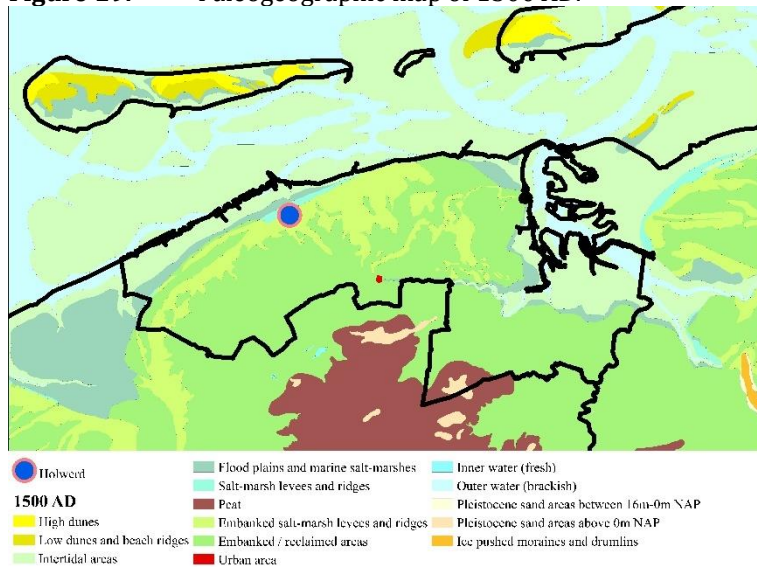 Holwerd
1500 AD
High dunes
Low dunes and beach ridges
Intertidal areas
Flood plains and marine salt-marshes
Salt-marsh levees and ridges
Peat
Embanked salt-marsh levees and ridges
Embanked / reclaimed areas
Urban area
Inner water (fresh)
Outer water (brackish)
Pleistocene sand areas between 16m-0m NAP
Pleistocene sand areas above 0m NAP
Ice pushed moraines and drumlins